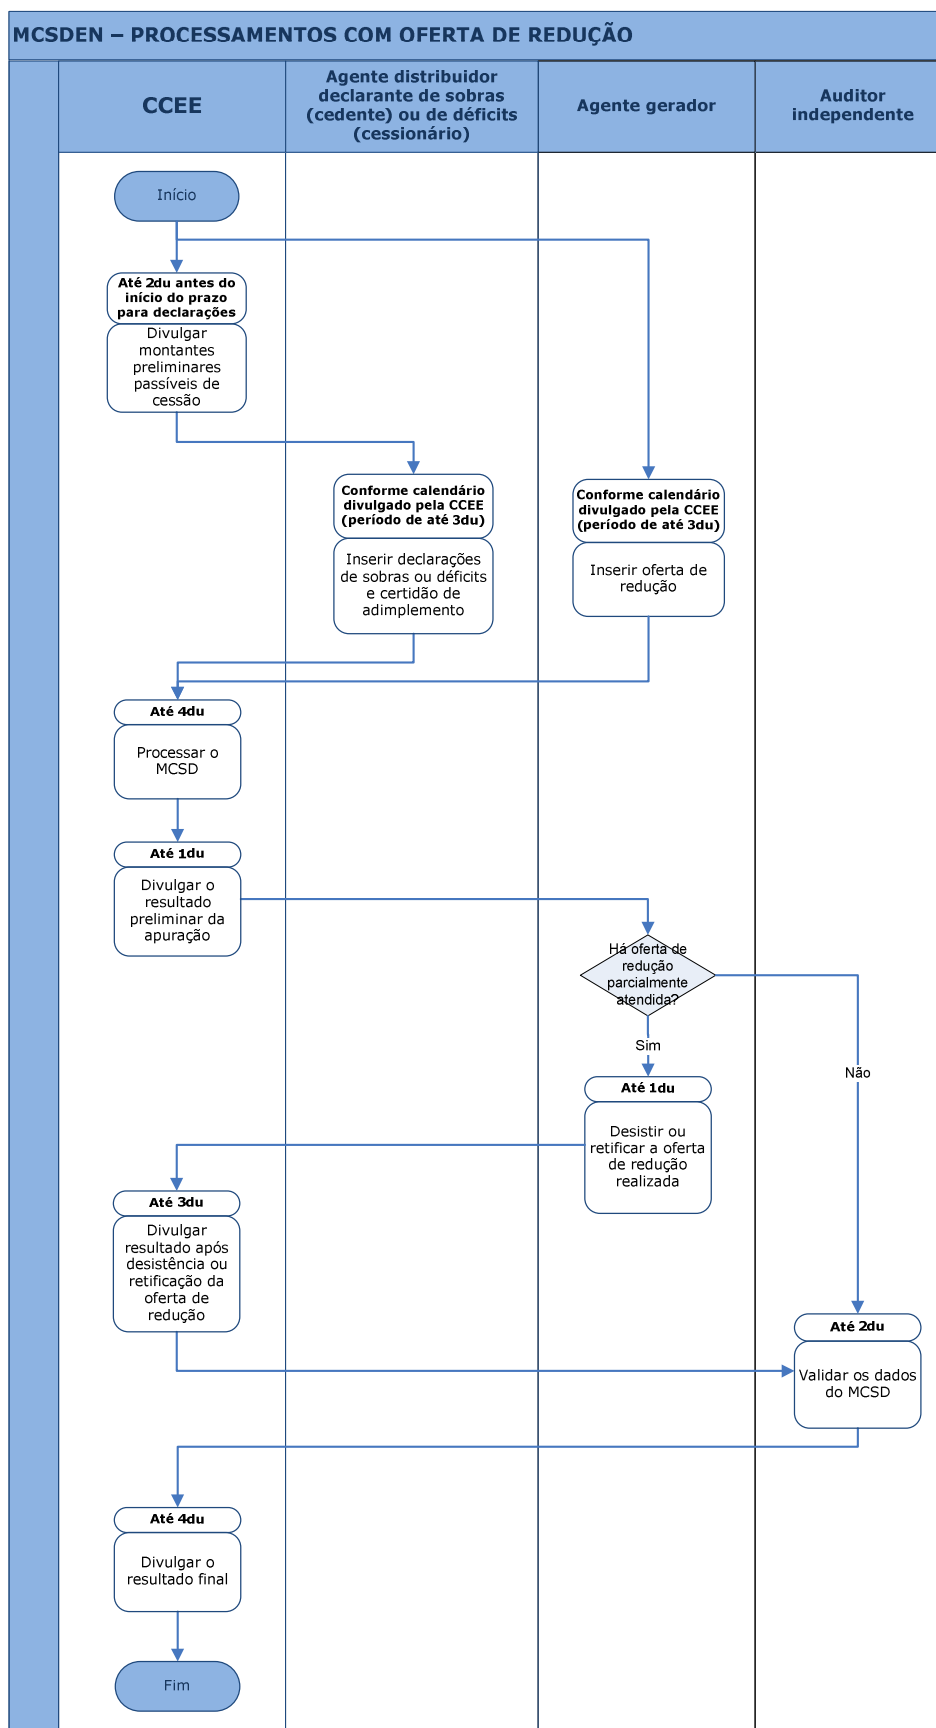 MCSDEN – PROCESSAMENTOS COM OFERTA DE REDUÇÃO
CCEE
Agente distribuidor
declarante de sobras
(cedente) ou de déficits
(cessionário)
Agente gerador
Auditor
independente
Início
Até 2du antes do
início do prazo
para declarações
Divulgar
montantes
preliminares
passíveis de
cessão
Conforme calendário
divulgado pela CCEE
(período de até 3du)
Inserir declarações
de sobras ou déficits
e certidão de
adimplemento
Conforme calendário
divulgado pela CCEE
(período de até 3du)
Inserir oferta de
redução
Até 4du
Processar o
MCSD
Até 1du
Divulgar o
resultado
preliminar da
apuração
Há oferta de
redução
parcialmente
atendida?
Sim
Não
Até 1du
Desistir ou
retificar a oferta
de redução
realizada
Até 3du
Divulgar
resultado após
desistência ou
retificação da
oferta de
redução
Até 2du
Validar os dados
do MCSD
Até 4du
Divulgar o
resultado final
Fim